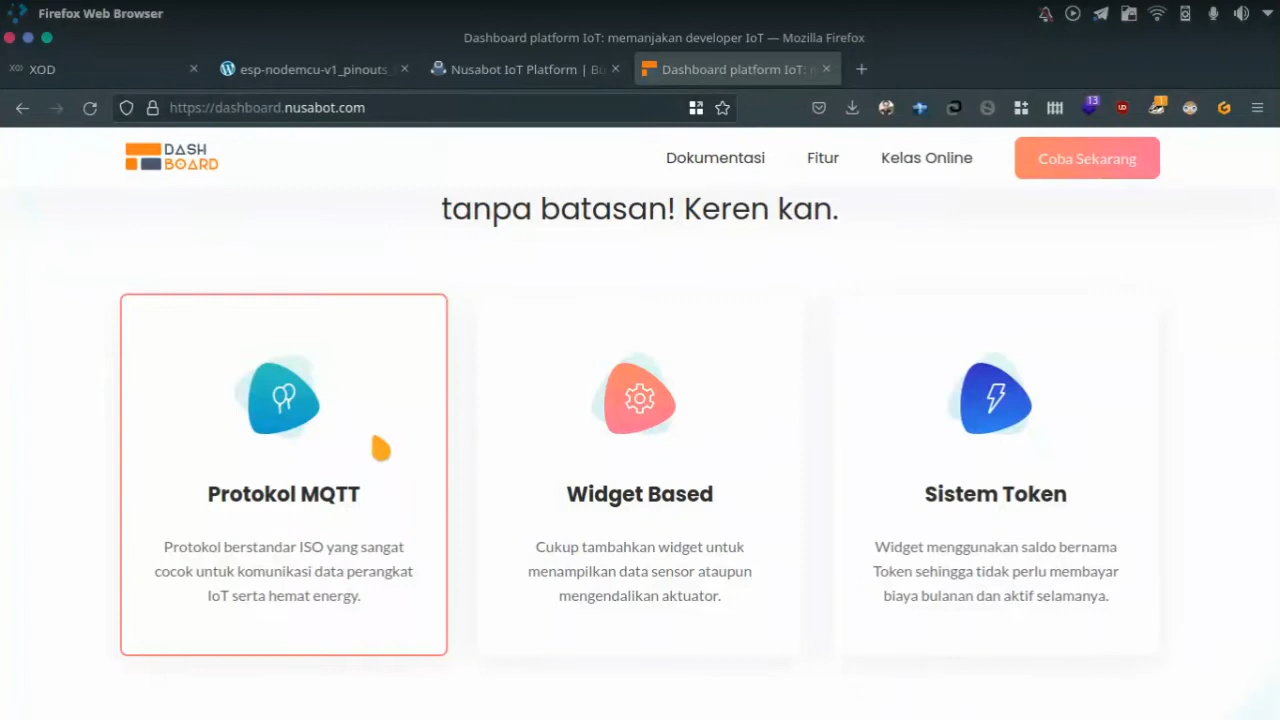 Firefox Web Browser
Dashboard platform IoT: memanjakan developer IoT — Mozilla Firefox
XOD XOD
esp-nodemcu-v1_pinouts
Nusabot IoT Platform | Bu
Dashboard platform IoT:
https://dashboard.nusabot.com
13
1
DASH
BOARD
Dokumentasi
Fitur
Kelas Online
Coba Sekarang
tanpa batasan! Keren kan.
Protokol MQTT
Protokol berstandar ISO yang sangat
cocok untuk komunikasi data perangkat
IoT serta hemat energy.
Widget Based
Cukup tambahkan widget untuk
menampilkan data sensor ataupun
mengendalikan aktuator.
Sistem Token
Widget menggunakan saldo bernama
Token sehingga tidak perlu membayar
biaya bulanan dan aktif selamanya.